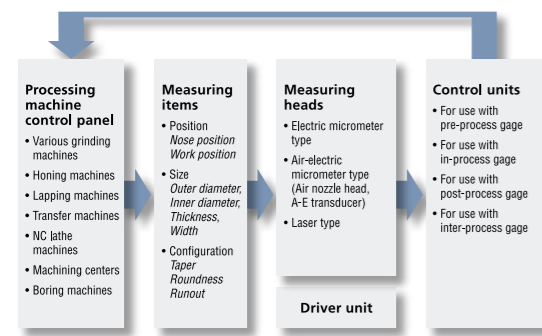 Processing
machine
control panel
• Various grinding
machines
• Honing machines
• Lapping machines
• Transfer machines
• NC lathe
machines
• Machining centers
• Boring machines
Measuring
items
• Position
Nose position
Work position
• Size
Outer diameter,
Inner diameter,
Thickness,
Width
• Configuration
Taper
Roundness
Runout
Measuring
heads
• Electric micrometer
type
• Air-electric
micrometer type
(Air nozzle head,
A-E transducer)
• Laser type
Driver unit
Control units
• For use with
pre-process gage
• For use with
in-process gage
• For use with
post-process gage
• For use with
inter-process gage